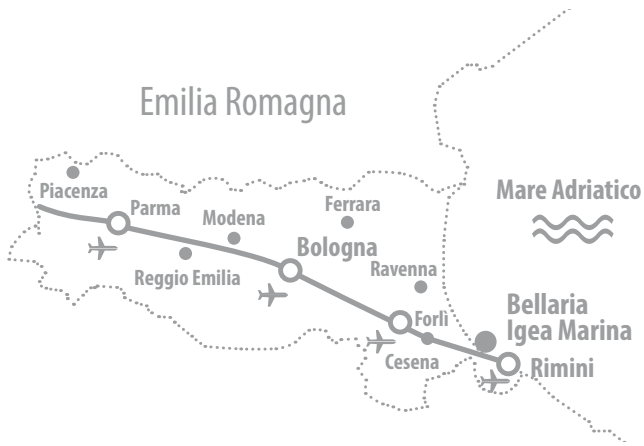 Emilia Romagna
Piacenza
Parma
Modena
Ferrara
Mare Adriatico
Reggio Emilia
Bologna
Ravenna
Bellaria
Igea Marina
Forlì
Cesena
Rimini